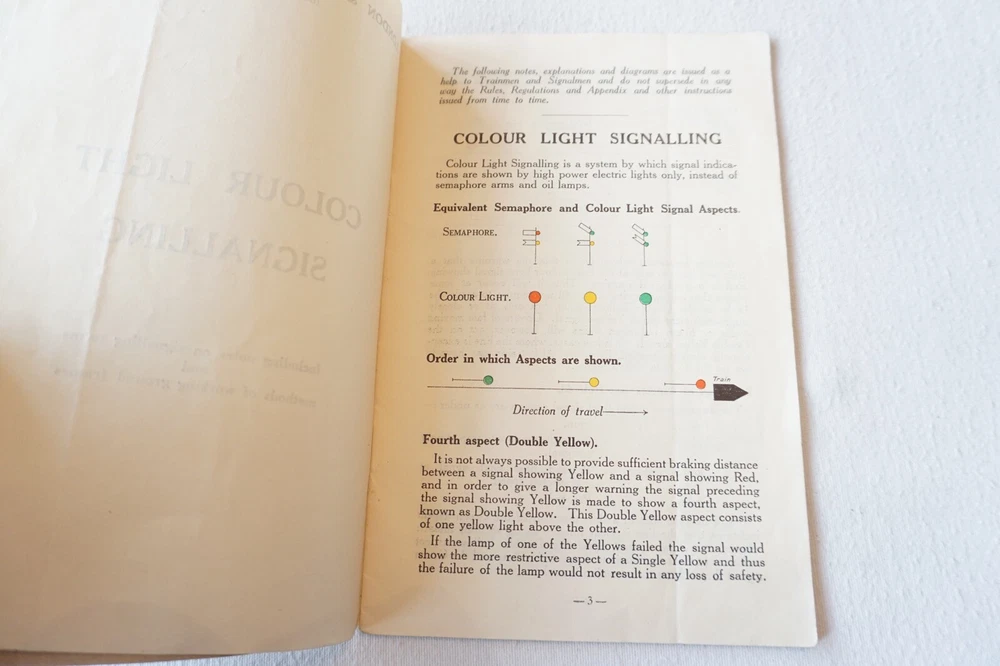 The following notes, explanations and diagrams are issued as a
help to Trainmen and Signalmen and do not supersede in any
way the Rules, Regulations and Appendix and other instructions
issued from time to time.
COLOUR LIGHT SIGNALLING
Colour Light Signalling is a system by which signal indica-
tions are shown by high power electric lights only, instead of
semaphore arms and oil lamps.
Equivalent Semaphore and Colour Light Signal Aspects.
SEMAPHORE.
COLOUR LIGHT.
Order in which Aspects are shown.
Train
Direction of travel
Fourth aspect (Double Yellow).
It is not always possible to provide sufficient braking distance
between a signal showing Yellow and a signal showing Red,
and in order to give a longer warning the signal preceding
the signal showing Yellow is made to show a fourth aspect,
known as Double Yellow. This Double Yellow aspect consists
of one yellow light above the other.
If the lamp of one of the Yellows failed the signal would
show the more restrictive aspect of a Single Yellow and thus
the failure of the lamp would not result in any loss of safety.
—3—
COLOUR LIGHT
SIGNALLING